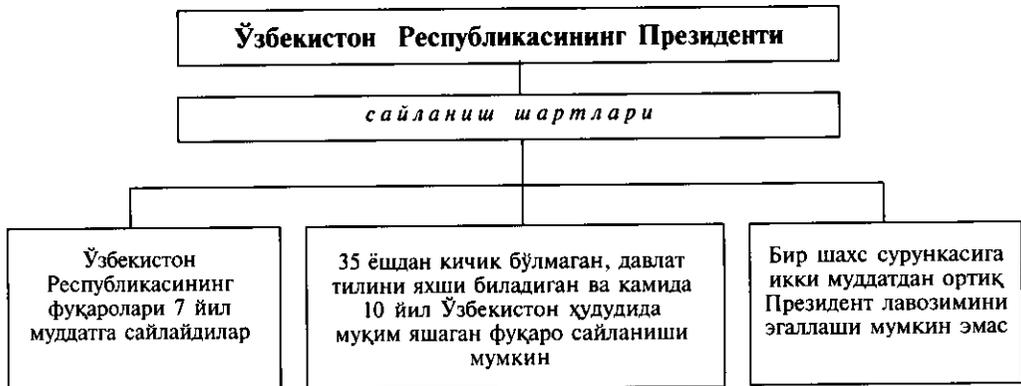 Ўзбекистон Республикасининг Президенти
сайланиш шартлари
Ўзбекистон
Республикасининг
фуқаролари 7 йил
муддатга сайлайдилар
35 ёшдан кичик бўлмаган, давлат
тилини яхши биладиган ва камида
10 йил Ўзбекистон ҳудудида
муқим яшаган фуқаро сайланиши
мумкин
Бир шахс сурункасига
икки муддатдан ортиқ
Президент лавозимини
эгаллаши мумкин эмас